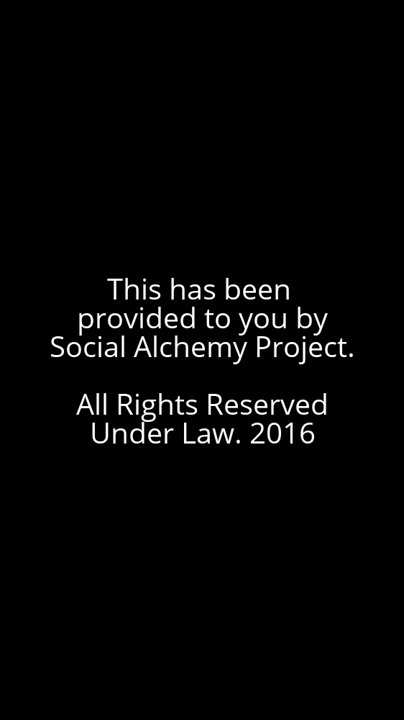 This has been
provided to you by
Social Alchemy Project.
All Rights Reserved
Under Law. 2016